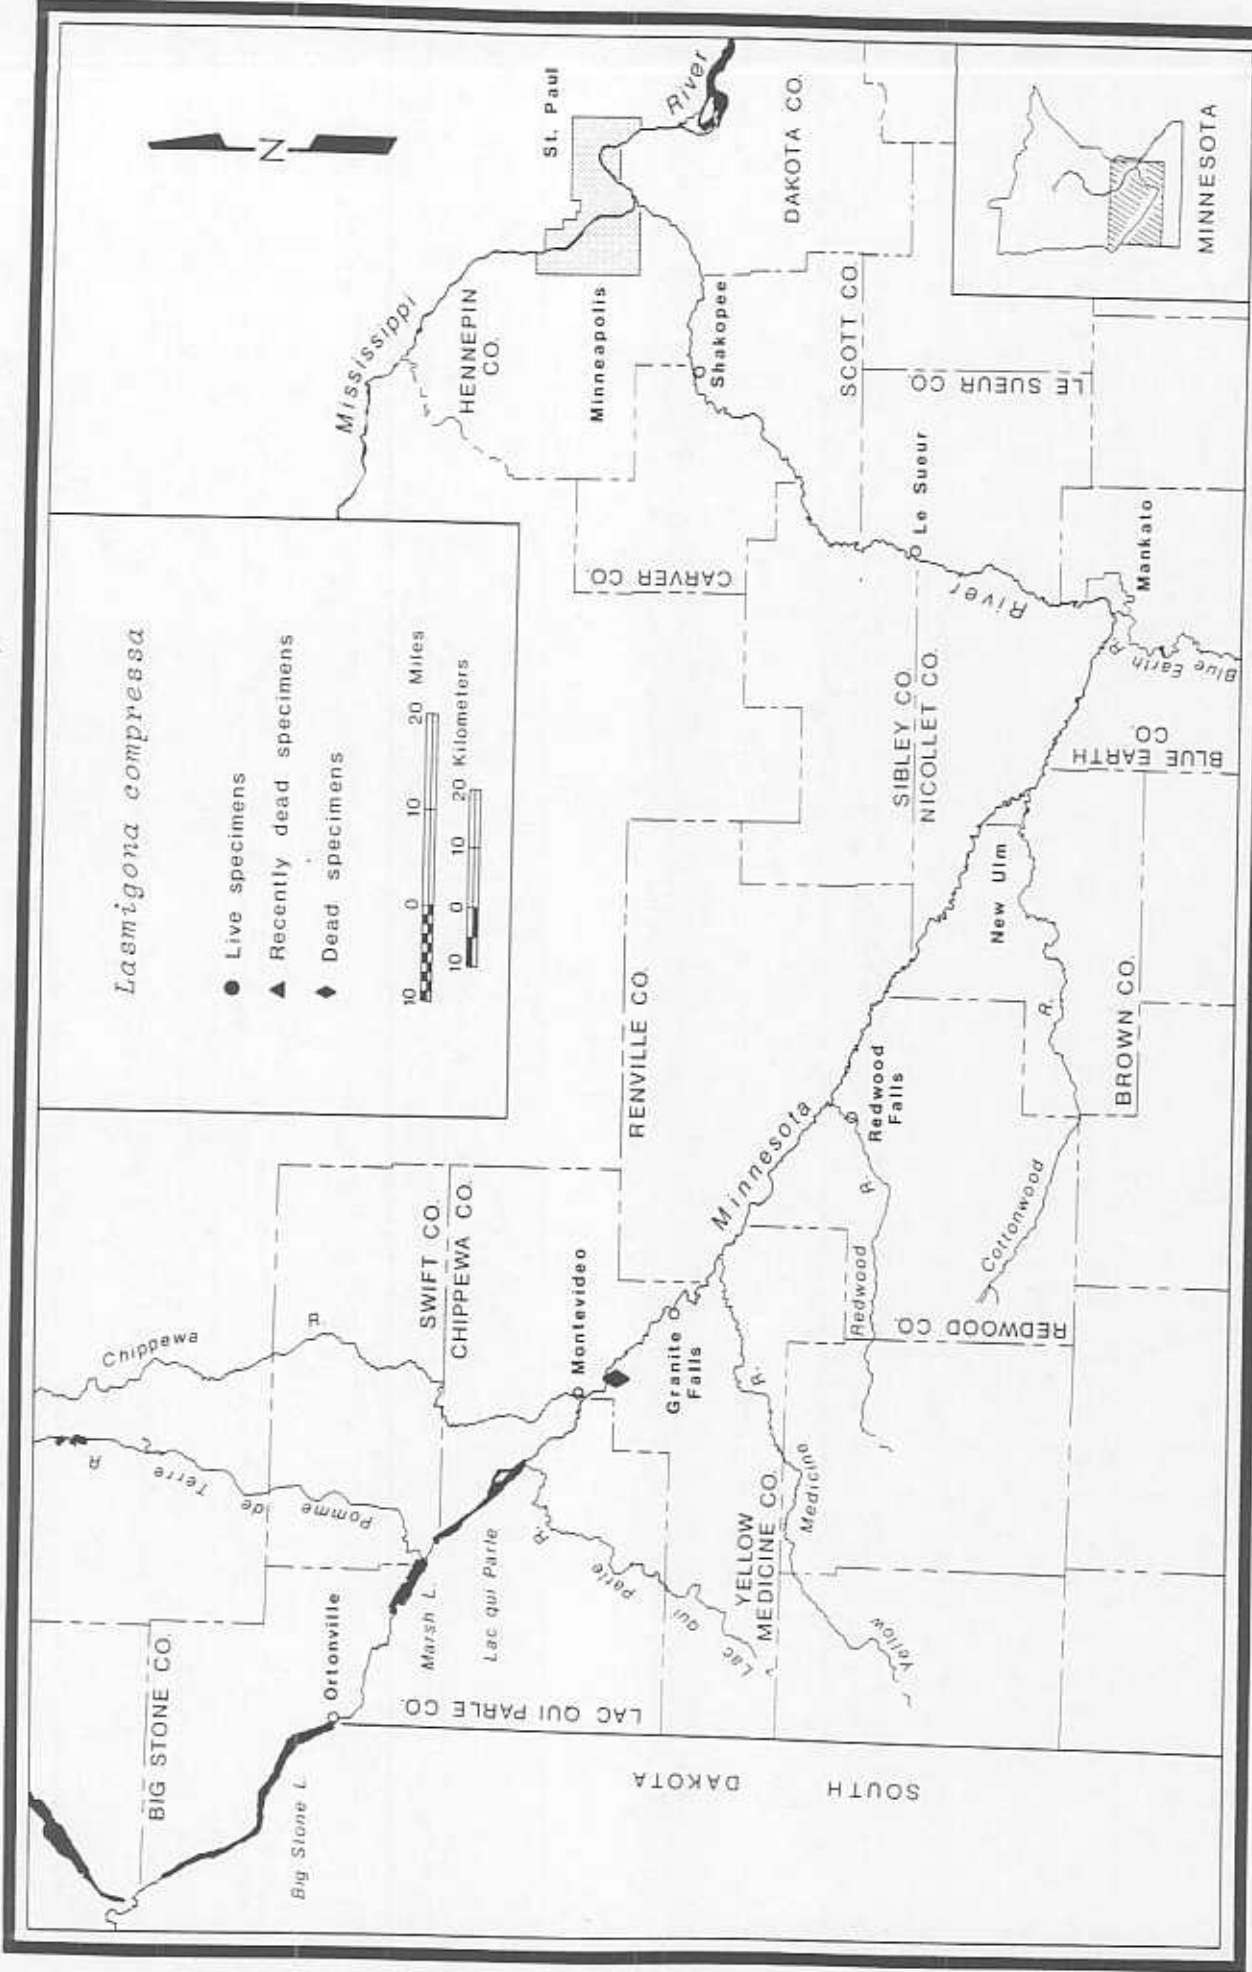 Lasmigona compressa
Live specimens
Recently dead specimens
Dead specimens
10 0 10 20 Miles
10 0 10 20 Kilometers
N
BIG STONE CO.
Big Stone L.
Ortonville
Marsh L.
Lac qui Parle
LAC QUI PARLE CO.
SOUTH
DAKOTA
Pomme de Terre R.
Chippewa R.
SWIFT CO.
CHIPPEWA CO.
Montevideo
Granite
Falls
Lac qui Parle R.
YELLOW
MEDICINE CO.
Yellow Medicine R.
Minnesota River
RENVILLE CO.
Redwood
Falls
Redwood R.
REDWOOD CO.
Cottonwood R.
BROWN CO.
New Ulm
SIBLEY CO.
NICOLLET CO.
BLUE EARTH
CO.
Blue Earth R.
Mankato
Le Sueur
LE SUEUR CO.
SCOTT CO.
CARVER CO.
Shakopee
HENNEPIN
CO.
Minneapolis
St. Paul
Mississippi River
DAKOTA CO.
MINNESOTA